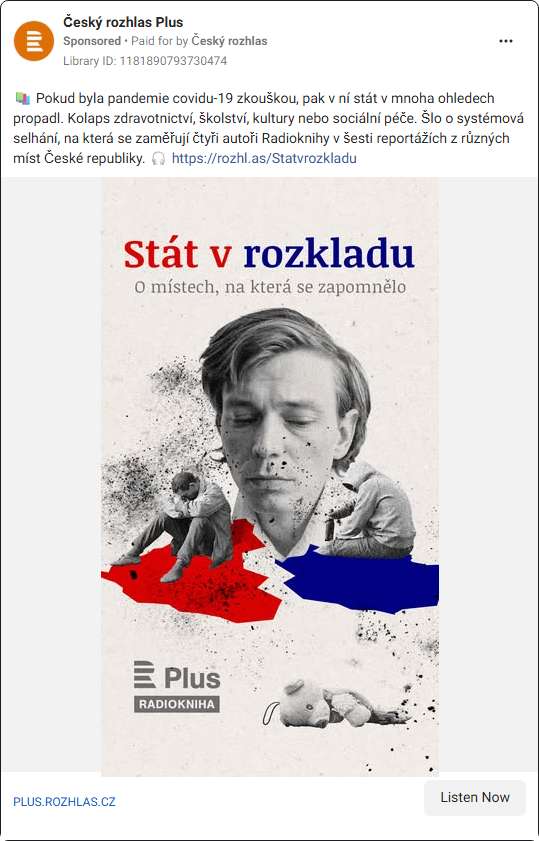 Český rozhlas Plus
Sponsored • Paid for by Český rozhlas
Library ID: 1181890793730474
📚 Pokud byla pandemie covidu-19 zkouškou, pak v ní stát v mnoha ohledech
propadl. Kolaps zdravotnictví, školství, kultury nebo sociální péče. Šlo o systémová
selhání, na která se zaměřují čtyři autoři Radioknihy v šesti reportážích z různých
míst České republiky. 🎧 https://rozhl.as/Statvrozkladu
Stát v rozkladu
O místech, na která se zapomnělo
Plus
RADIOKNIHA
PLUS.ROZHLAS.CZ
Listen Now